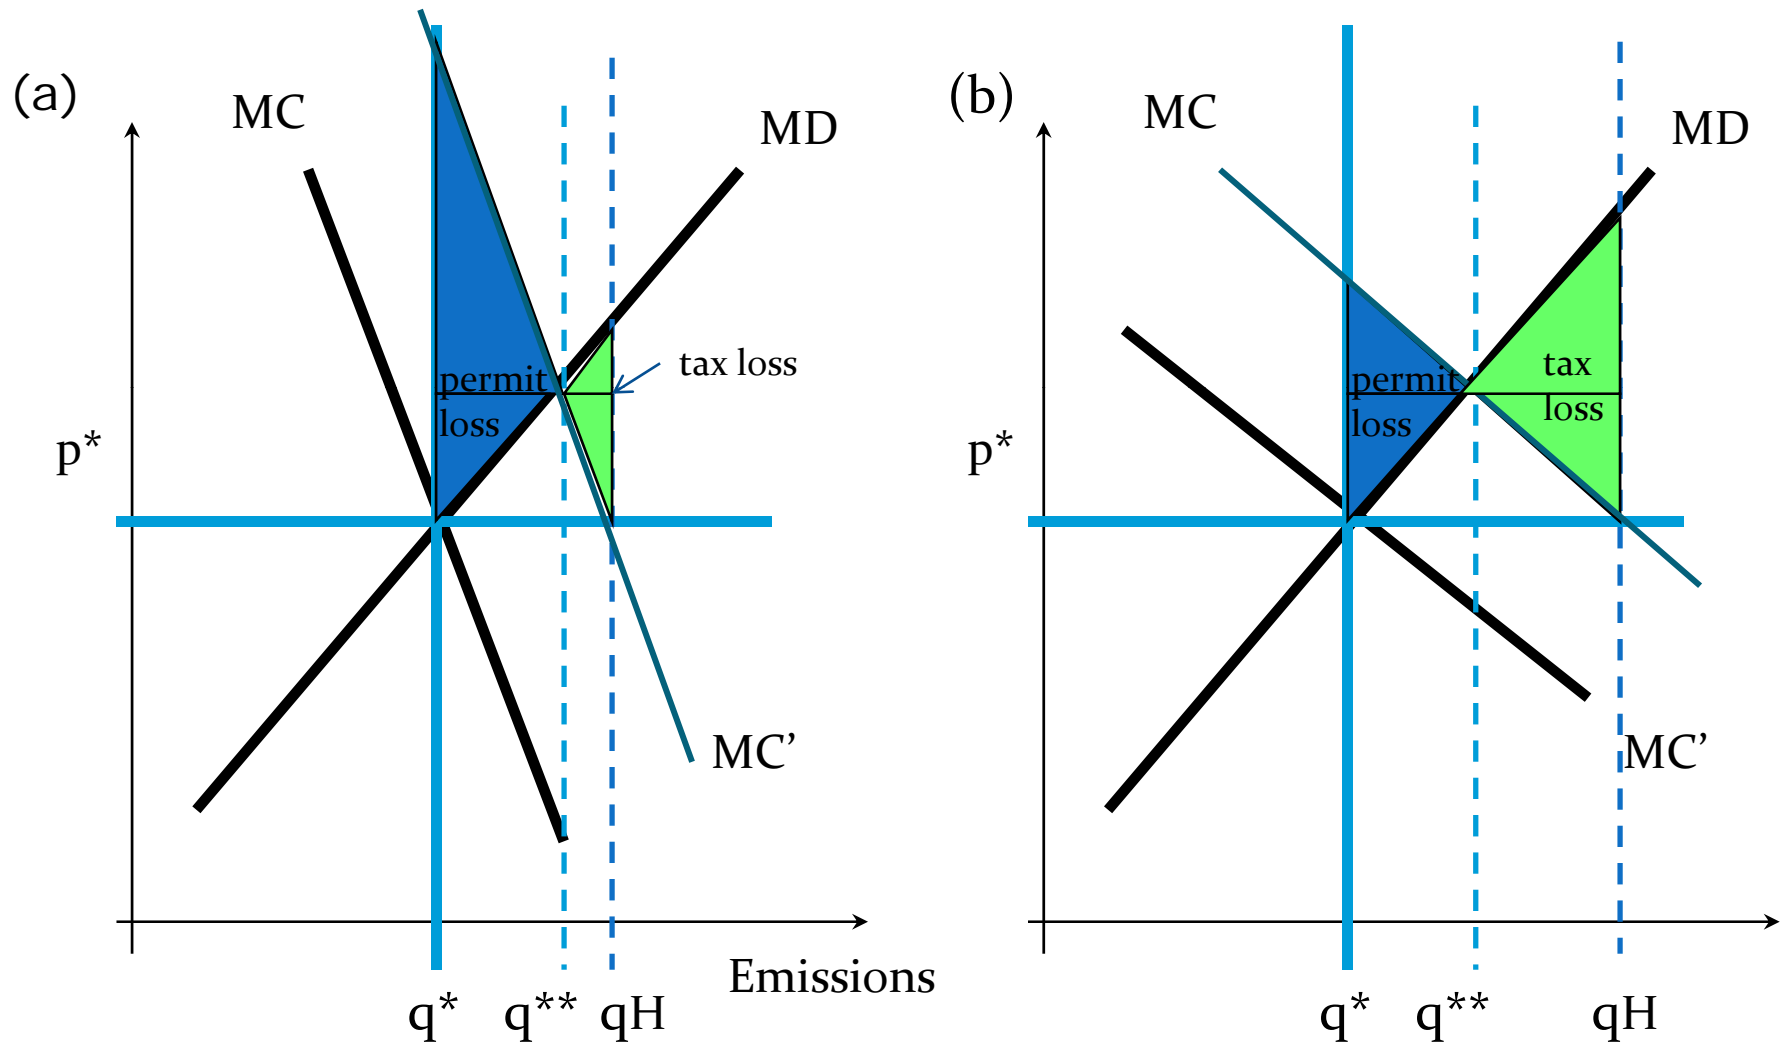 (a)
MC
MD
permit
loss
tax loss
p*
MC’
Emissions
q*
q**
qH
(b)
MC
MD
permit
loss
tax
loss
p*
MC’
q*
q**
qH